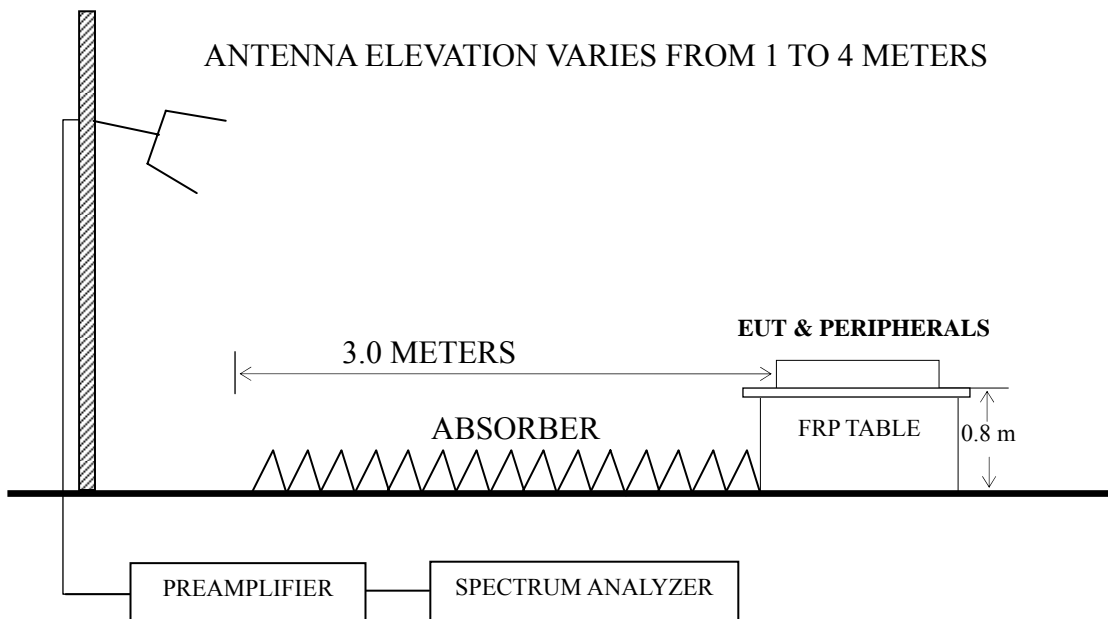 ANTENNA ELEVATION VARIES FROM 1 TO 4 METERS
EUT & PERIPHERALS
3.0 METERS
ABSORBER
FRP TABLE
0.8 m
PREAMPLIFIER
SPECTRUM ANALYZER